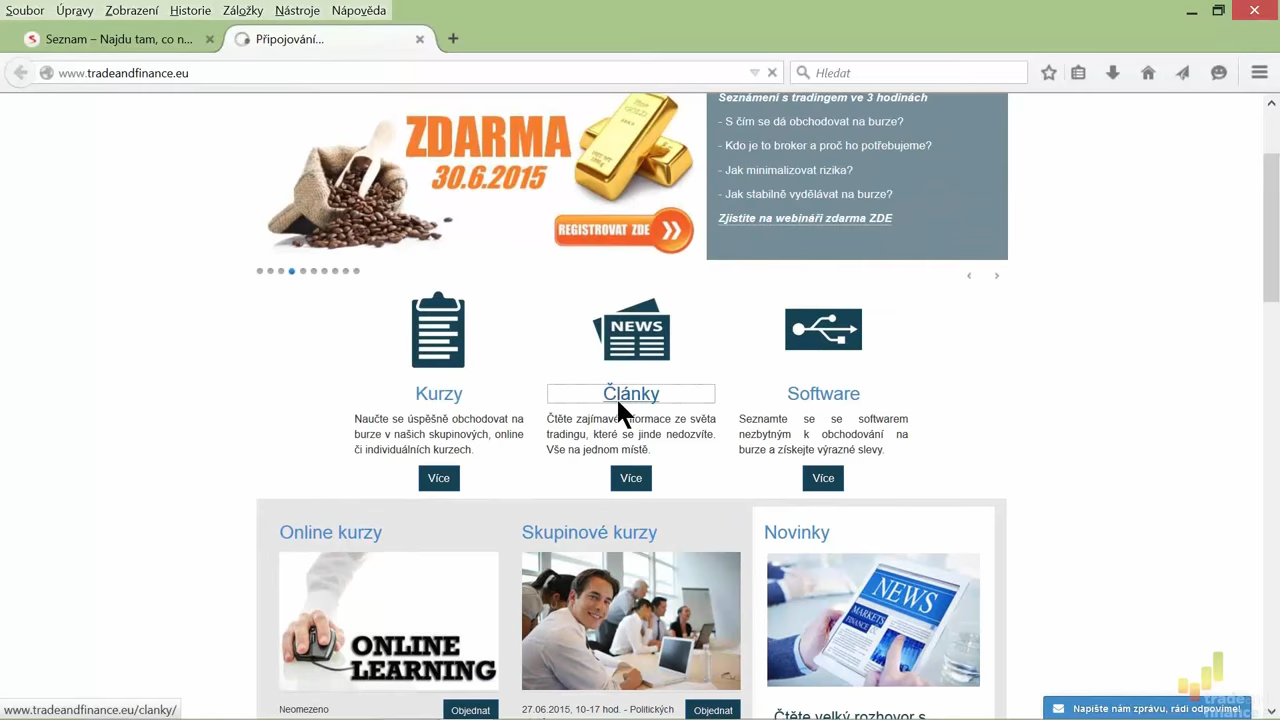 Soubor Úpravy Zobrazení Historie Záložky Nástroje Nápověda
Seznam – Najdu tam, co n...
Připojování...
www.tradeandfinance.eu
Hledat
ZDARMA
30.6.2015
REGISTROVAT ZDE
Seznámení s tradingem ve 3 hodinách
- S čím se dá obchodovat na burze?
- Kdo je to broker a proč ho potřebujeme?
- Jak minimalizovat rizika?
- Jak stabilně vydělávat na burze?
Zjistite na webináři zdarma ZDE
NEWS
Kurzy
Naučte se úspěšně obchodovat na
burze v našich skupinových, online
či individuálních kurzech.
Více
Články
Čtěte zajímavé informace ze světa
tradingu, které se jinde nedozvíte.
Vše na jednom místě.
Více
Software
Seznamte se se softwarem
nezbytným k obchodování na
burze a získejte výrazné slevy.
Více
Online kurzy
ONLINE
LEARNING
Neomezeno
Objednat
Skupinové kurzy
27.06.2015, 10-17 hod. - Politických
Objednat
Novinky
NEWS
MARKETS
FINANCE
Čtěte velký rozhovor s
www.tradeandfinance.eu/clanky/
Napište nám zprávu, rádi odpovíme!
trade
finance